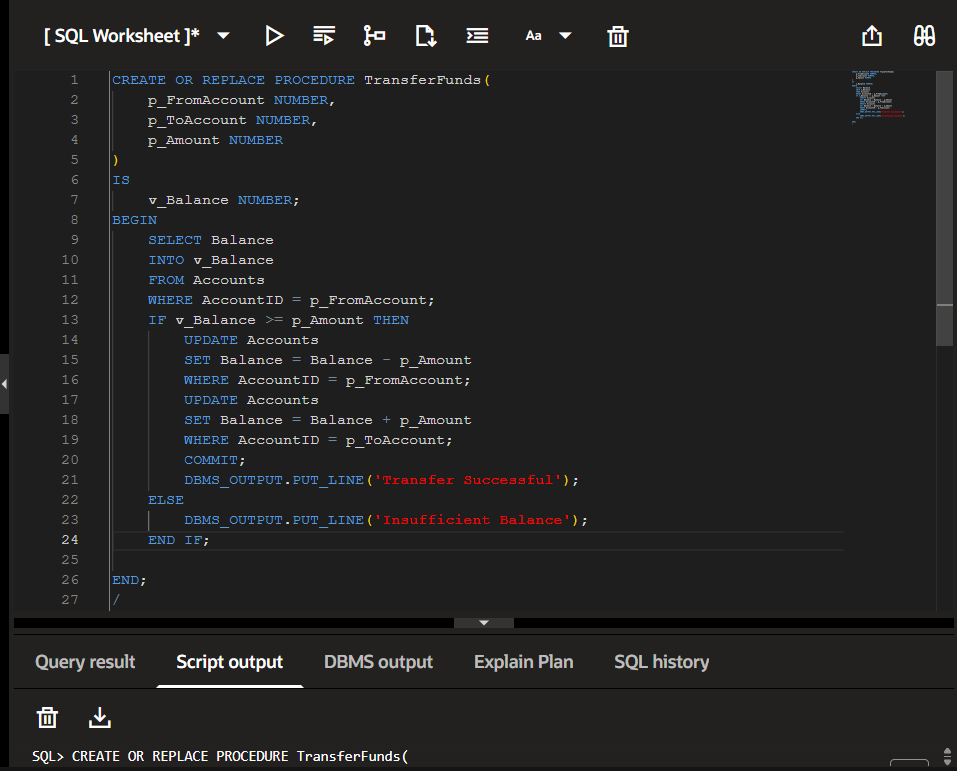 [ SQL Worksheet ]*
Aa
1 CREATE OR REPLACE PROCEDURE TransferFunds(
2 p_FromAccount NUMBER,
3 p_ToAccount NUMBER,
4 p_Amount NUMBER
5 )
6 IS
7 v_Balance NUMBER;
8 BEGIN
9 SELECT Balance
10 INTO v_Balance
11 FROM Accounts
12 WHERE AccountID = p_FromAccount;
13 IF v_Balance >= p_Amount THEN
14 UPDATE Accounts
15 SET Balance = Balance - p_Amount
16 WHERE AccountID = p_FromAccount;
17 UPDATE Accounts
18 SET Balance = Balance + p_Amount
19 WHERE AccountID = p_ToAccount;
20 COMMIT;
21 DBMS_OUTPUT.PUT_LINE('Transfer Successful');
22 ELSE
23 DBMS_OUTPUT.PUT_LINE('Insufficient Balance');
24 END IF;
25
26 END;
27 /
Query result Script output DBMS output Explain Plan SQL history
SQL> CREATE OR REPLACE PROCEDURE TransferFunds(